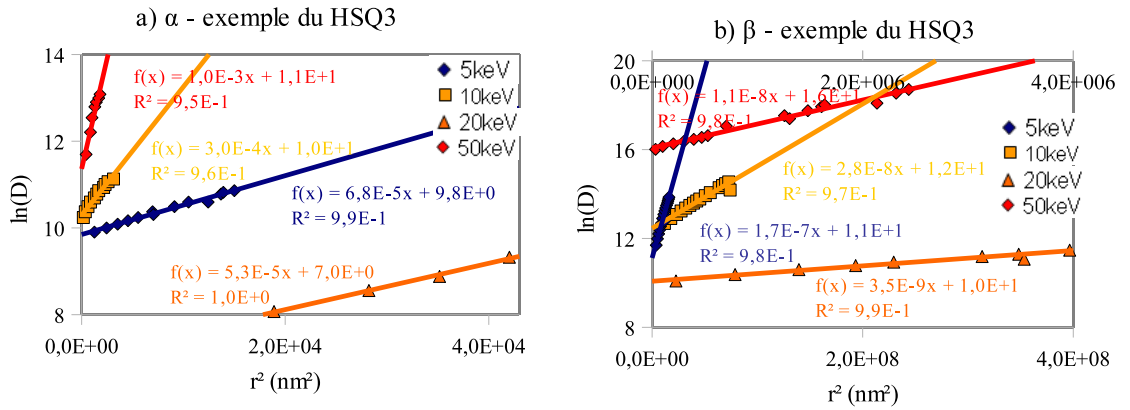 a) α - exemple du HSQ3
14
12
10
8
ln(D)
f(x) = 1,0E-3x + 1,1E+1
R² = 9,5E-1
f(x) = 3,0E-4x + 1,0E+1
R² = 9,6E-1
f(x) = 6,8E-5x + 9,8E+0
R² = 9,9E-1
f(x) = 5,3E-5x + 7,0E+0
R² = 1,0E+0
5keV
10keV
20keV
50keV
0,0E+00
2,0E+04
4,0E+04
r² (nm²)
b) β - exemple du HSQ3
20
16
12
8
ln(D)
0,0E+000
2,0E+006
4,0E+006
f(x) = 1,1E-8x + 1,6E+1
R² = 9,8E-1
f(x) = 2,8E-8x + 1,2E+1
R² = 9,7E-1
f(x) = 1,7E-7x + 1,1E+1
R² = 9,8E-1
f(x) = 3,5E-9x + 1,0E+1
R² = 9,9E-1
5keV
10keV
20keV
50keV
0,0E+00
2,0E+08
4,0E+08
r² (nm²)